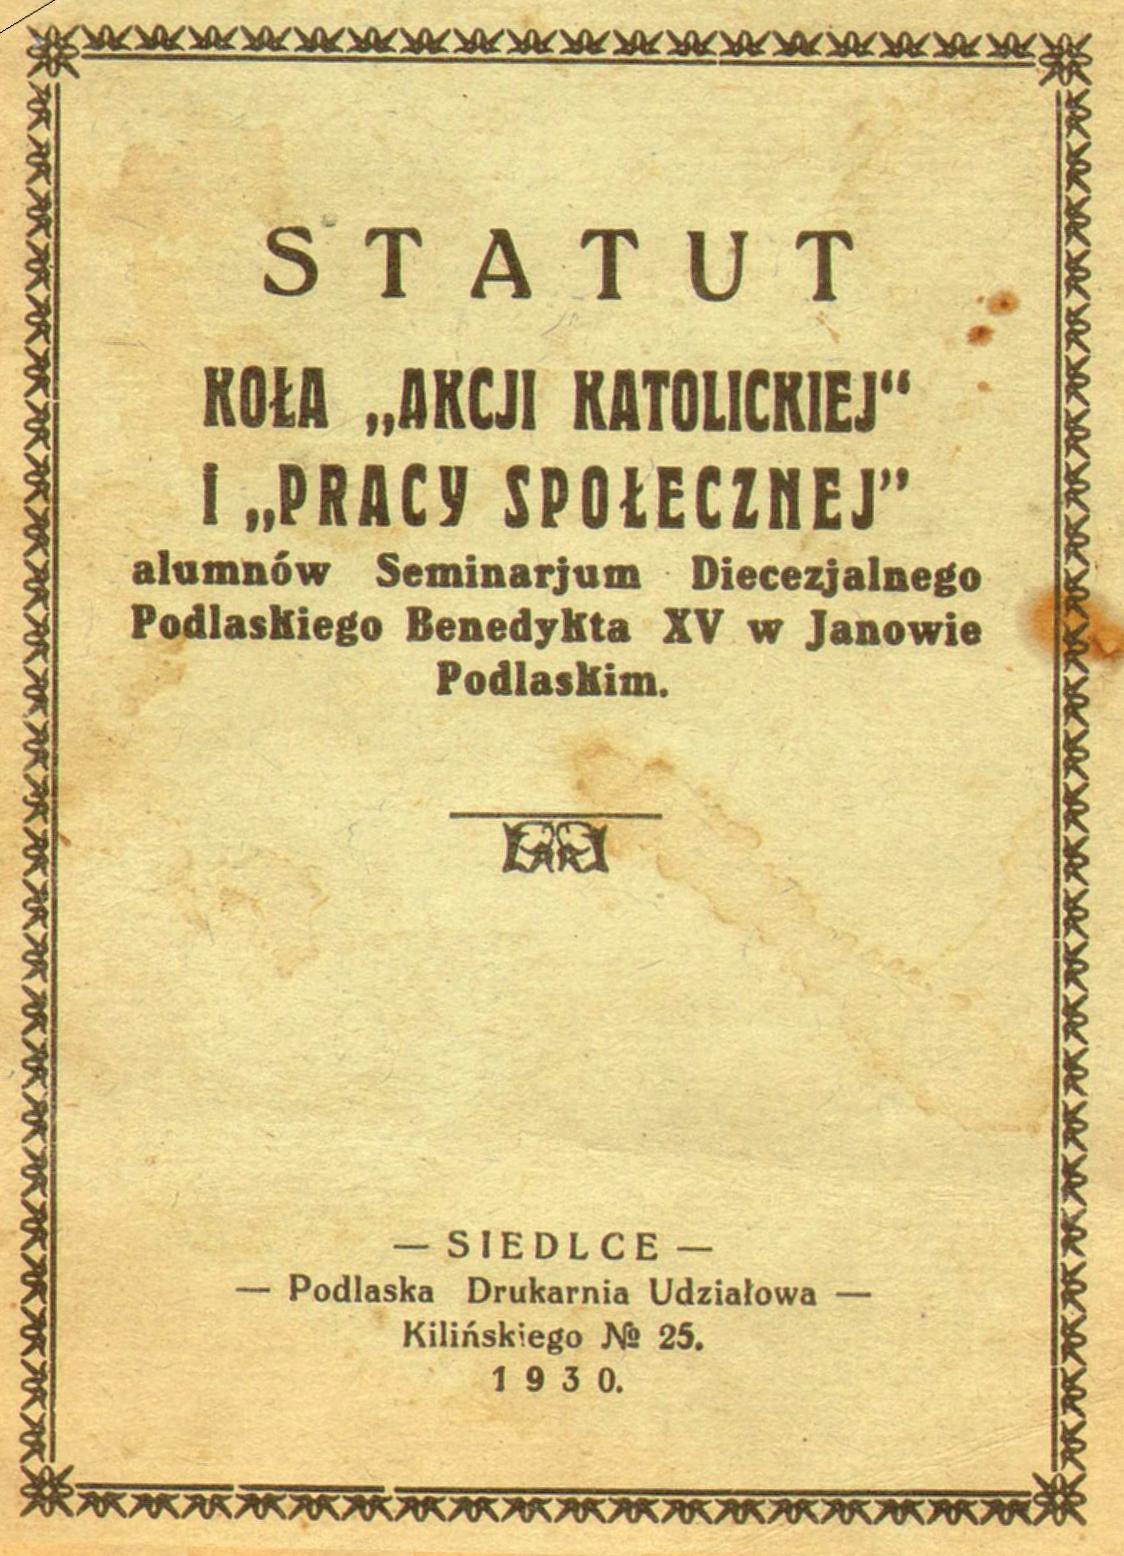 STATUT
KOŁA „AKCJI KATOLICKIEJ“
I „PRACY SPOŁECZNEJ”
alumnów Seminarjum Diecezjalnego
Podlaskiego Benedykta XV w Janowie
Podlaskim.
— SIEDLCE —
— Podlaska Drukarnia Udziałowa —
Kilińskiego № 25.
1930.